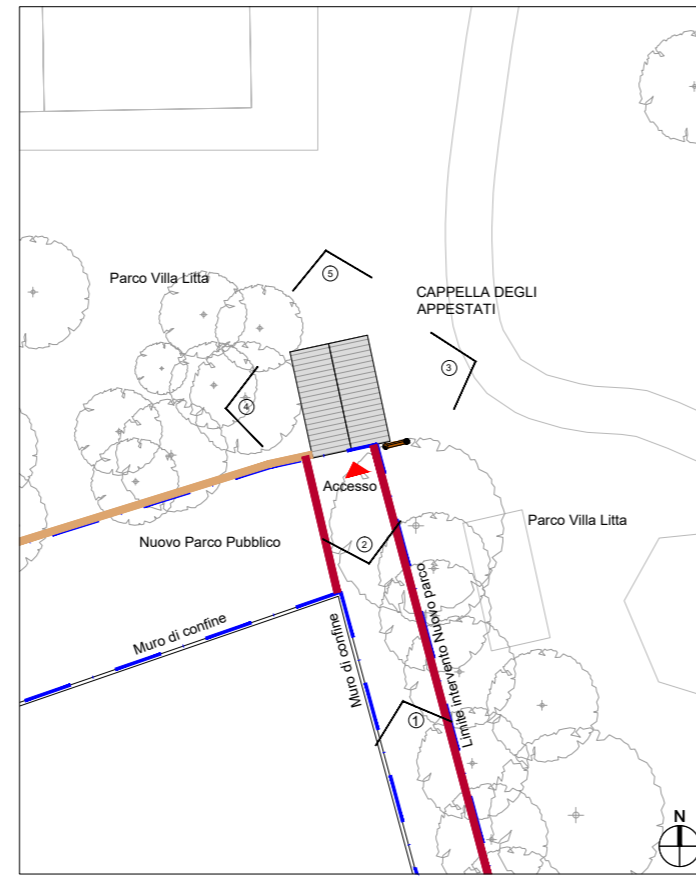 Parco Villa Litta
⑤
CAPPELLA DEGLI
APPESTATI
③
④
Accesso
Parco Villa Litta
Nuovo Parco Pubblico
②
Muro di confine
Muro di confine
Limite intervento Nuovo parco
①
N